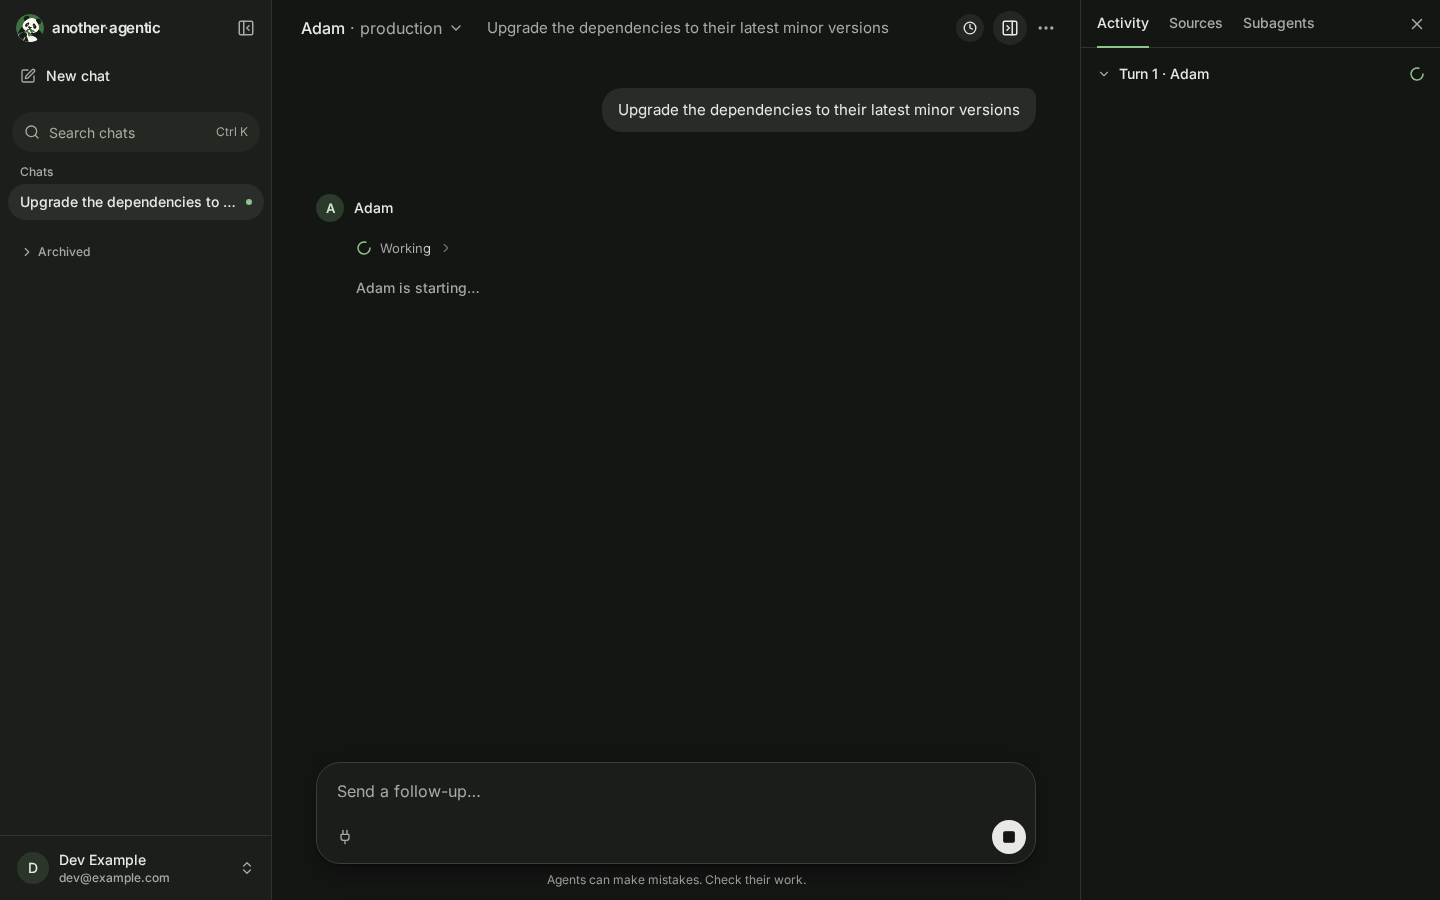 another·agentic
New chat
Search chats Ctrl K
Chats
Upgrade the dependencies to ...
Archived
D
Dev Example
dev@example.com
Adam · production
Upgrade the dependencies to their latest minor versions
Upgrade the dependencies to their latest minor versions
A Adam
Working
Adam is starting...
Send a follow-up...
Agents can make mistakes. Check their work.
Activity Sources Subagents
Turn 1 · Adam